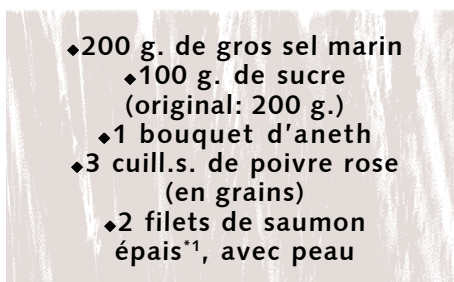 ◆200 g. de gros sel marin
◆100 g. de sucre
(original: 200 g.)
◆1 bouquet d'aneth
◆3 cuill.s. de poivre rose
(en grains)
◆2 filets de saumon
épais*1, avec peau